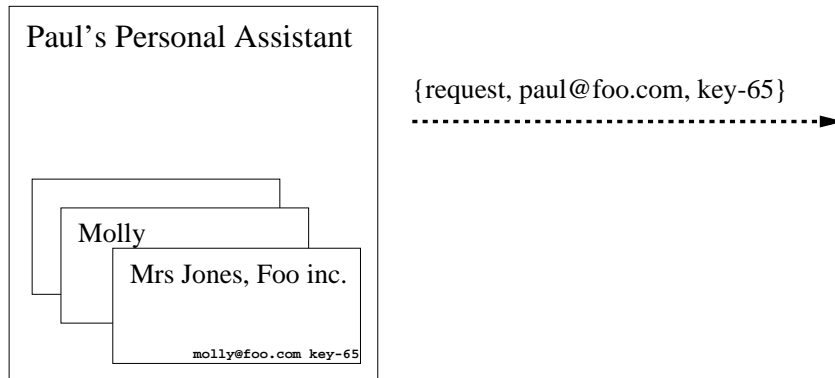 Paul's Personal Assistant
{request, paul@foo.com, key-65}
Molly
Mrs Jones, Foo inc.
molly@foo.com key-65